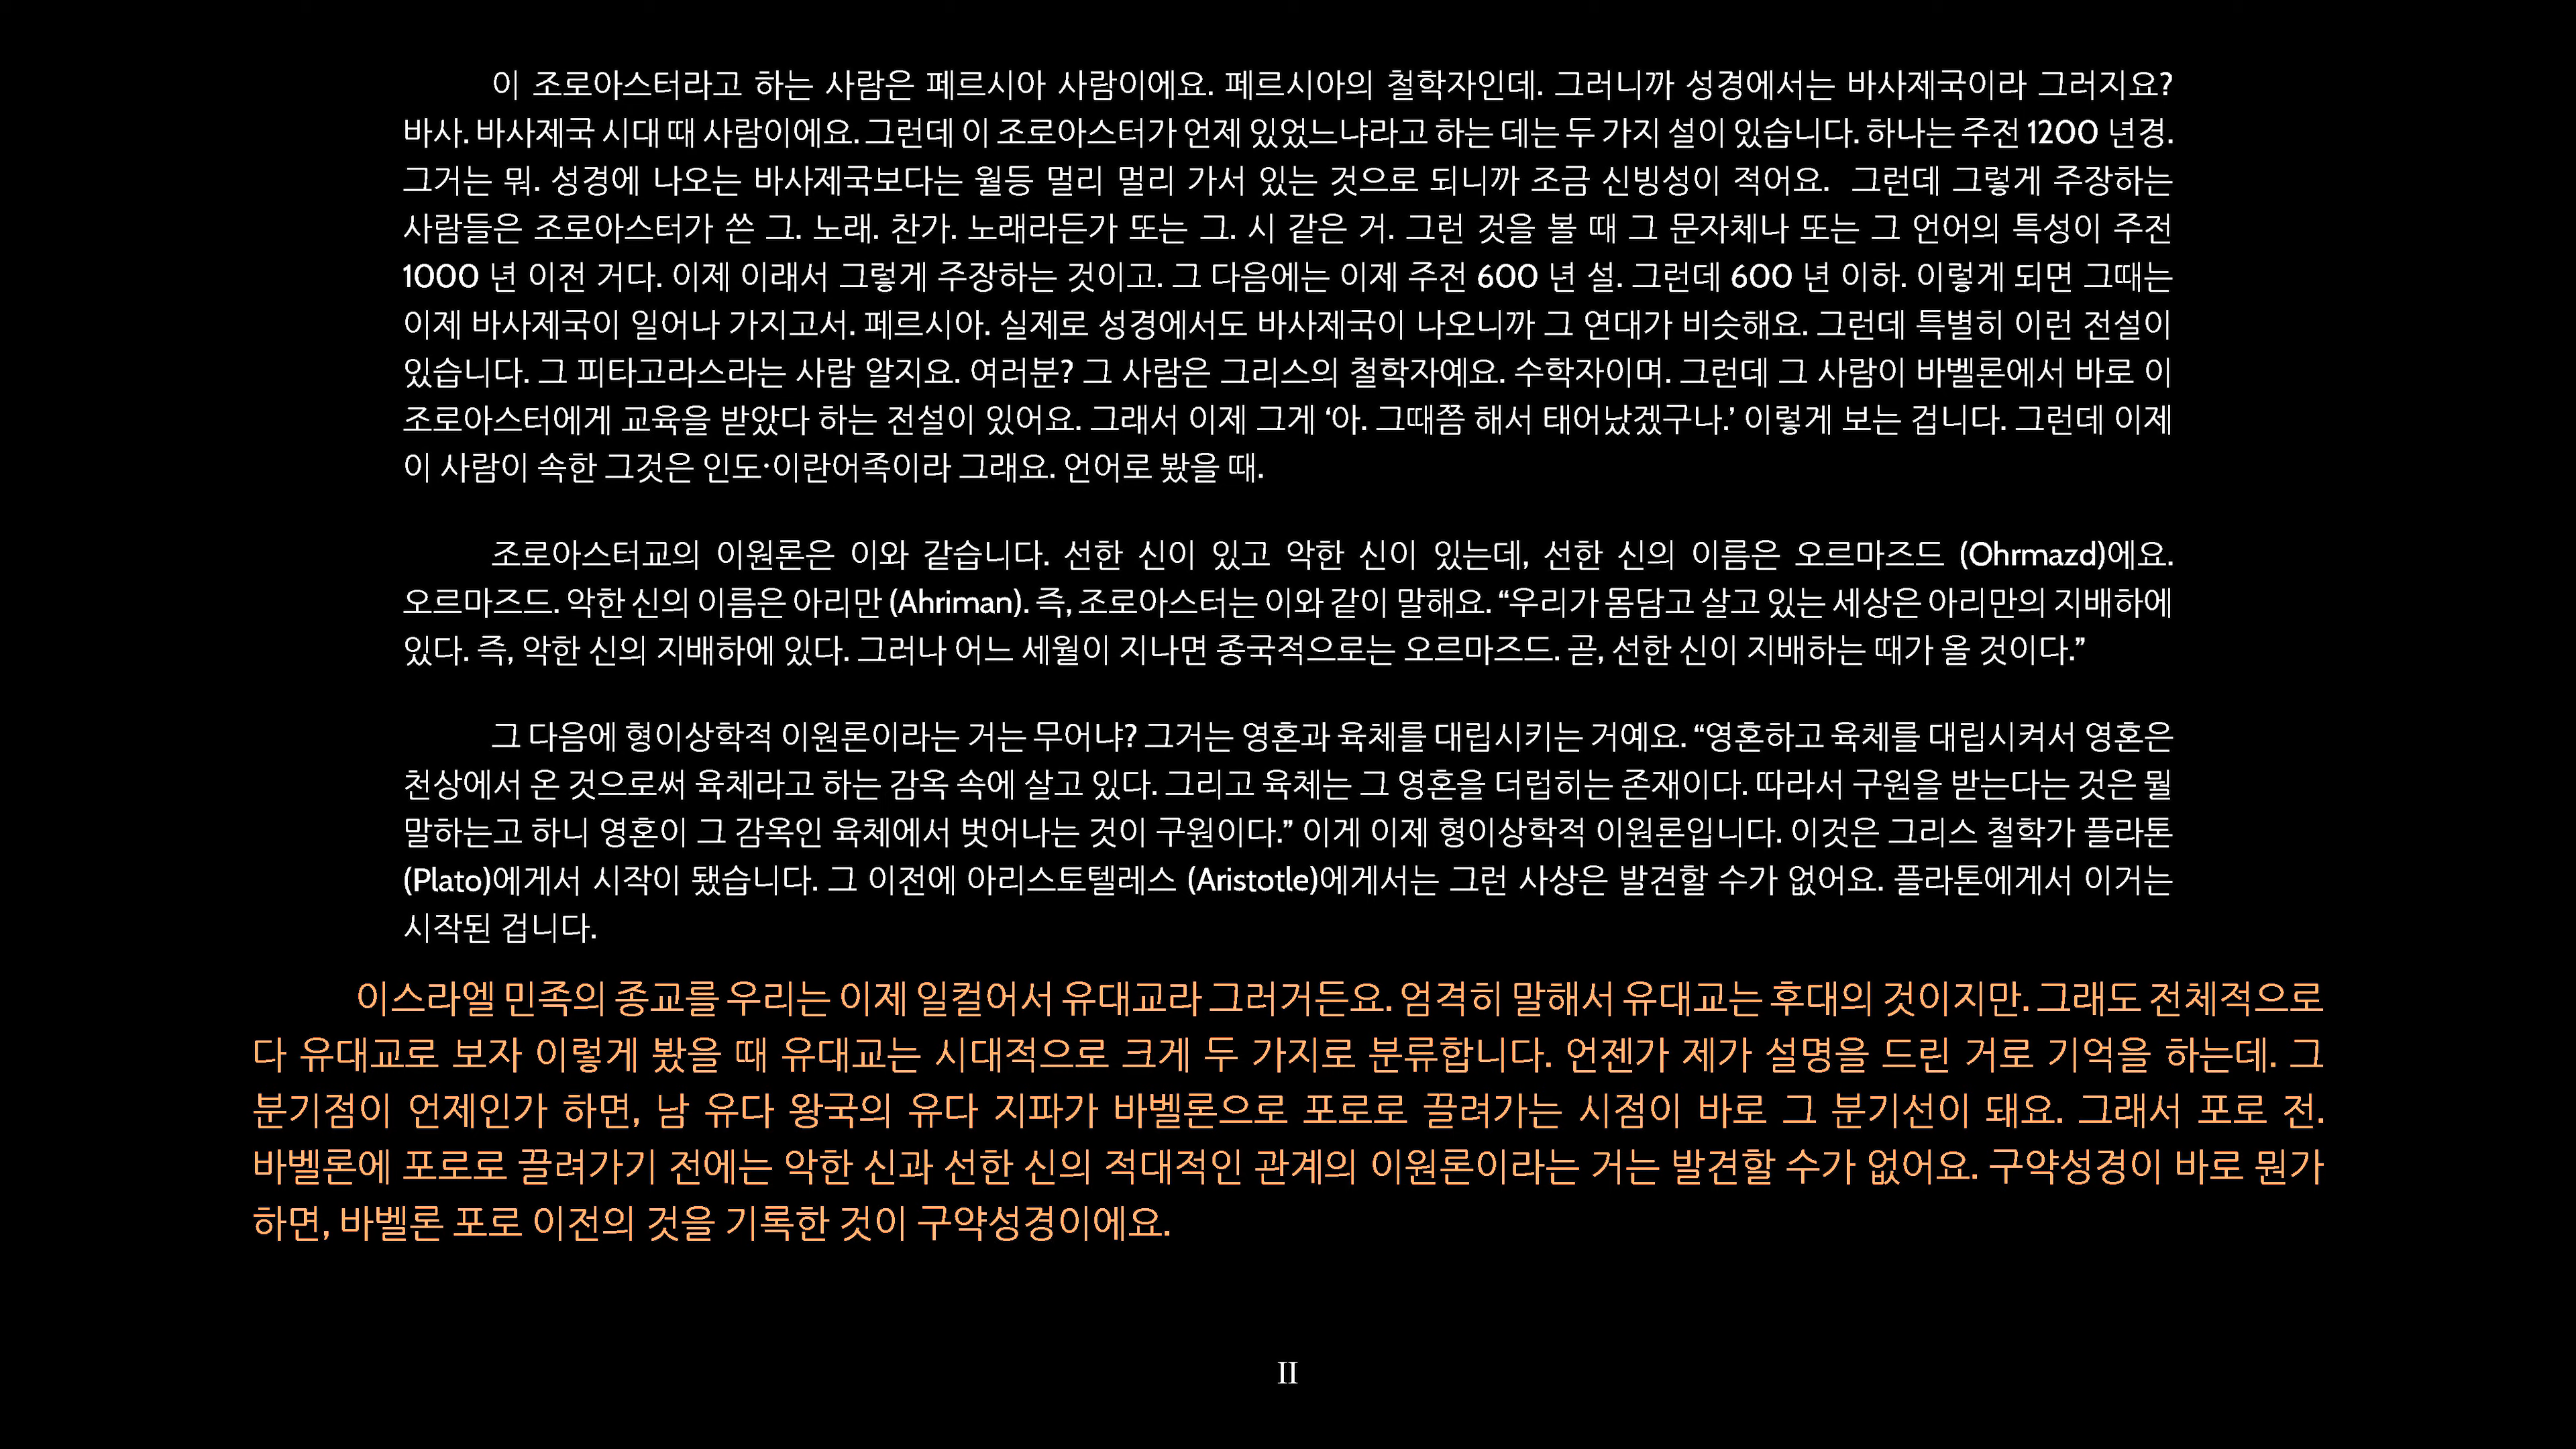 이 조로아스터라고 하는 사람은 페르시아 사람이에요. 페르시아의 철학자인데. 그러니까 성경에서는 바사제국이라 그러지요?
바사. 바사제국 시대 때 사람이에요. 그런데 이 조로아스터가 언제 있었느냐라고 하는 데는 두 가지 설이 있습니다. 하나는 주전 1200 년경.
그거는 뭐. 성경에 나오는 바사제국보다는 월등 멀리 멀리 가서 있는 것으로 되니까 조금 신빙성이 적어요. 그런데 그렇게 주장하는
사람들은 조로아스터가 쓴 그. 노래. 찬가. 노래라든가 또는 그. 시 같은 거. 그런 것을 볼 때 그 문자체나 또는 그 언어의 특성이 주전
1000 년 이전 거다. 이제 이래서 그렇게 주장하는 것이고. 그 다음에는 이제 주전 600 년 설. 그런데 600 년 이하. 이렇게 되면 그때는
이제 바사제국이 일어나 가지고서. 페르시아. 실제로 성경에서도 바사제국이 나오니까 그 연대가 비슷해요. 그런데 특별히 이런 전설이
있습니다. 그 피타고라스라는 사람 알지요. 여러분? 그 사람은 그리스의 철학자예요. 수학자이며. 그런데 그 사람이 바벨론에서 바로 이
조로아스터에게 교육을 받았다 하는 전설이 있어요. 그래서 이제 그게 ‘아. 그때쯤 해서 태어났겠구나.’ 이렇게 보는 겁니다. 그런데 이제
이 사람이 속한 그것은 인도·이란어족이라 그래요. 언어로 봤을 때.
조로아스터교의 이원론은 이와 같습니다. 선한 신이 있고 악한 신이 있는데, 선한 신의 이름은 오르마즈드 (Ohrmazd)에요.
오르마즈드. 악한 신의 이름은 아리만 (Ahriman). 즉, 조로아스터는 이와 같이 말해요. “우리가 몸담고 살고 있는 세상은 아리만의 지배하에
있다. 즉, 악한 신의 지배하에 있다. 그러나 어느 세월이 지나면 종국적으로는 오르마즈드. 곧, 선한 신이 지배하는 때가 올 것이다.”
그 다음에 형이상학적 이원론이라는 거는 무어냐? 그거는 영혼과 육체를 대립시키는 거예요. “영혼하고 육체를 대립시켜서 영혼은
천상에서 온 것으로써 육체라고 하는 감옥 속에 살고 있다. 그리고 육체는 그 영혼을 더럽히는 존재이다. 따라서 구원을 받는다는 것은 뭘
말하는고 하니 영혼이 그 감옥인 육체에서 벗어나는 것이 구원이다.” 이게 이제 형이상학적 이원론입니다. 이것은 그리스 철학가 플라톤
(Plato)에게서 시작이 됐습니다. 그 이전에 아리스토텔레스 (Aristotle)에게서는 그런 사상은 발견할 수가 없어요. 플라톤에게서 이거는
시작된 겁니다.
이스라엘 민족의 종교를 우리는 이제 일컬어서 유대교라 그러거든요. 엄격히 말해서 유대교는 후대의 것이지만. 그래도 전체적으로
다 유대교로 보자 이렇게 봤을 때 유대교는 시대적으로 크게 두 가지로 분류합니다. 언젠가 제가 설명을 드린 거로 기억을 하는데. 그
분기점이 언제인가 하면, 남 유다 왕국의 유다 지파가 바벨론으로 포로로 끌려가는 시점이 바로 그 분기선이 돼요. 그래서 포로 전.
바벨론에 포로로 끌려가기 전에는 악한 신과 선한 신의 적대적인 관계의 이원론이라는 거는 발견할 수가 없어요. 구약성경이 바로 뭔가
하면, 바벨론 포로 이전의 것을 기록한 것이 구약성경이에요.
II